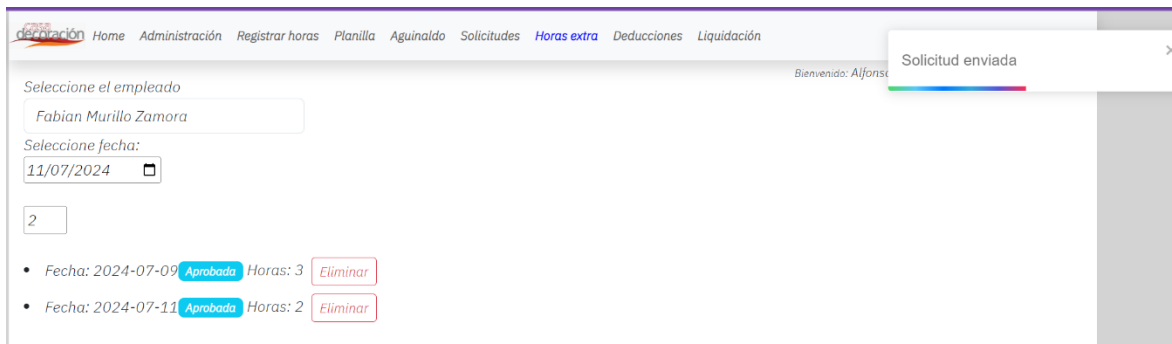 casa
decoración Home Administración Registrar horas Planilla Aguinaldo Solicitudes Horas extra Deducciones Liquidación
Solicitud enviada
×
Bienvenido: Alfonso
Seleccione el empleado
Fabian Murillo Zamora
Seleccione fecha:
11/07/2024
2
Fecha: 2024-07-09 Aprobada Horas: 3 Eliminar
Fecha: 2024-07-11 Aprobada Horas: 2 Eliminar